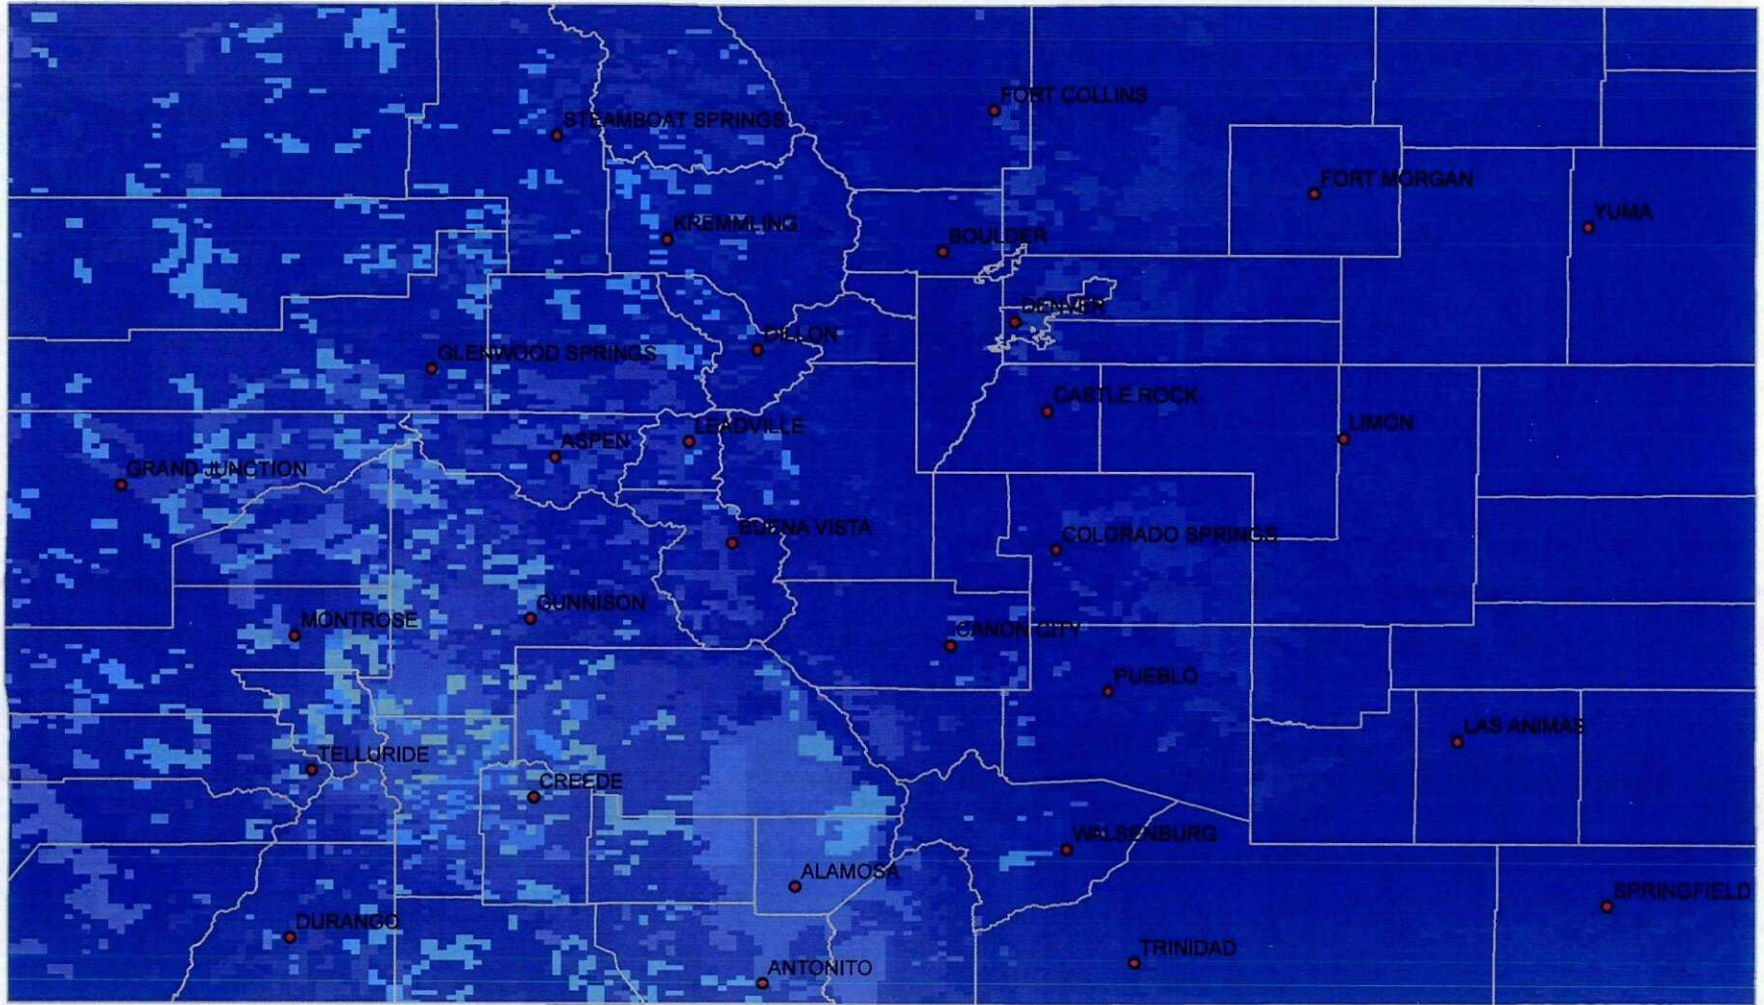 FORT COLLINS
STEAMBOAT SPRINGS
FORT MORGAN
YUMA
KREMMLING
BOULDER
DENVER
DILLON
GLENWOOD SPRINGS
CASTLE ROCK
LIMON
LEADVILLE
ASPEN
GRAND JUNCTION
BUENA VISTA
COLORADO SPRINGS
GUNNISON
MONTROSE
CANON CITY
PUEBLO
LAS ANIMAS
TELLURIDE
CREEDE
WALSENBURG
ALAMOSA
SPRINGFIELD
DURANGO
TRINIDAD
ANTONITO